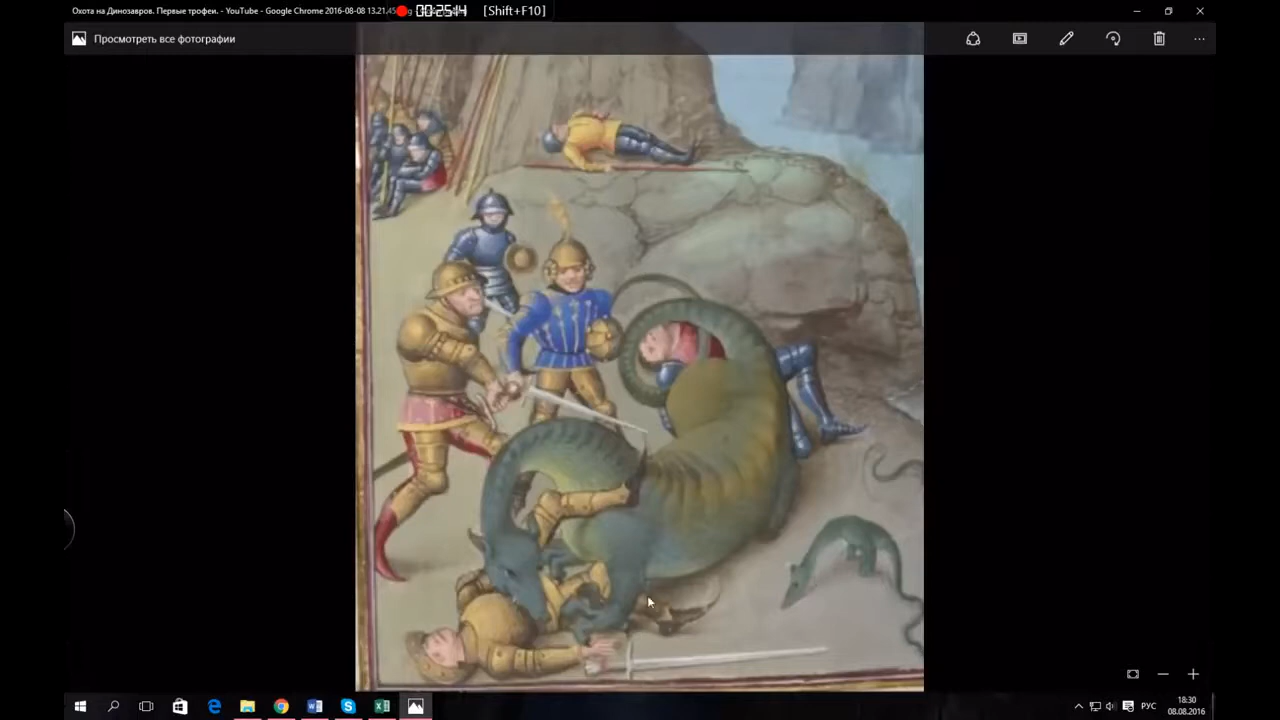 Охота на Динозавров. Первые трофеи. - YouTube - Google Chrome 2016-08-08 13.21.45
00:25:14 [Shift+F10]
Просмотреть все фотографии
РУС
18:30
08.08.2016